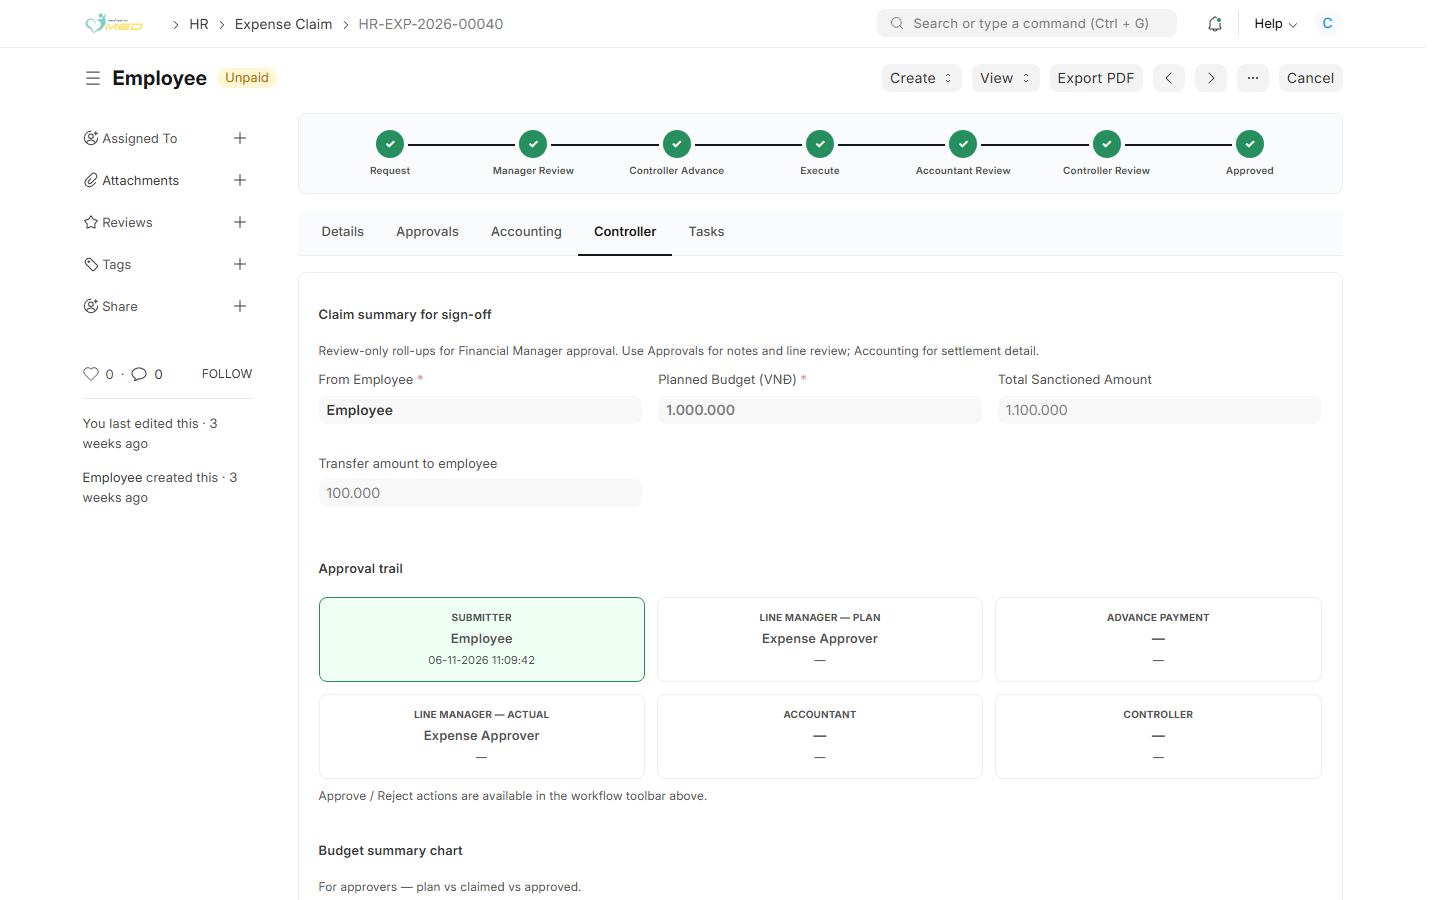 MED
HR
Expense Claim
HR-EXP-2026-00040
Search or type a command (Ctrl + G)
Help
C
Employee
Unpaid
Create
View
Export PDF
Cancel
Assigned To
Attachments
Reviews
Tags
Share
0 · 0
FOLLOW
You last edited this · 3
weeks ago
Employee created this · 3
weeks ago
Request
Manager Review
Controller Advance
Execute
Accountant Review
Controller Review
Approved
Details
Approvals
Accounting
Controller
Tasks
Claim summary for sign-off
Review-only roll-ups for Financial Manager approval. Use Approvals for notes and line review; Accounting for settlement detail.
From Employee *
Planned Budget (VNĐ) *
Total Sanctioned Amount
Employee
1.000.000
1.100.000
Transfer amount to employee
100.000
Approval trail
SUBMITTER
Employee
06-11-2026 11:09:42
LINE MANAGER — PLAN
Expense Approver
—
ADVANCE PAYMENT
—
—
LINE MANAGER — ACTUAL
Expense Approver
—
ACCOUNTANT
—
—
CONTROLLER
—
—
Approve / Reject actions are available in the workflow toolbar above.
Budget summary chart
For approvers — plan vs claimed vs approved.